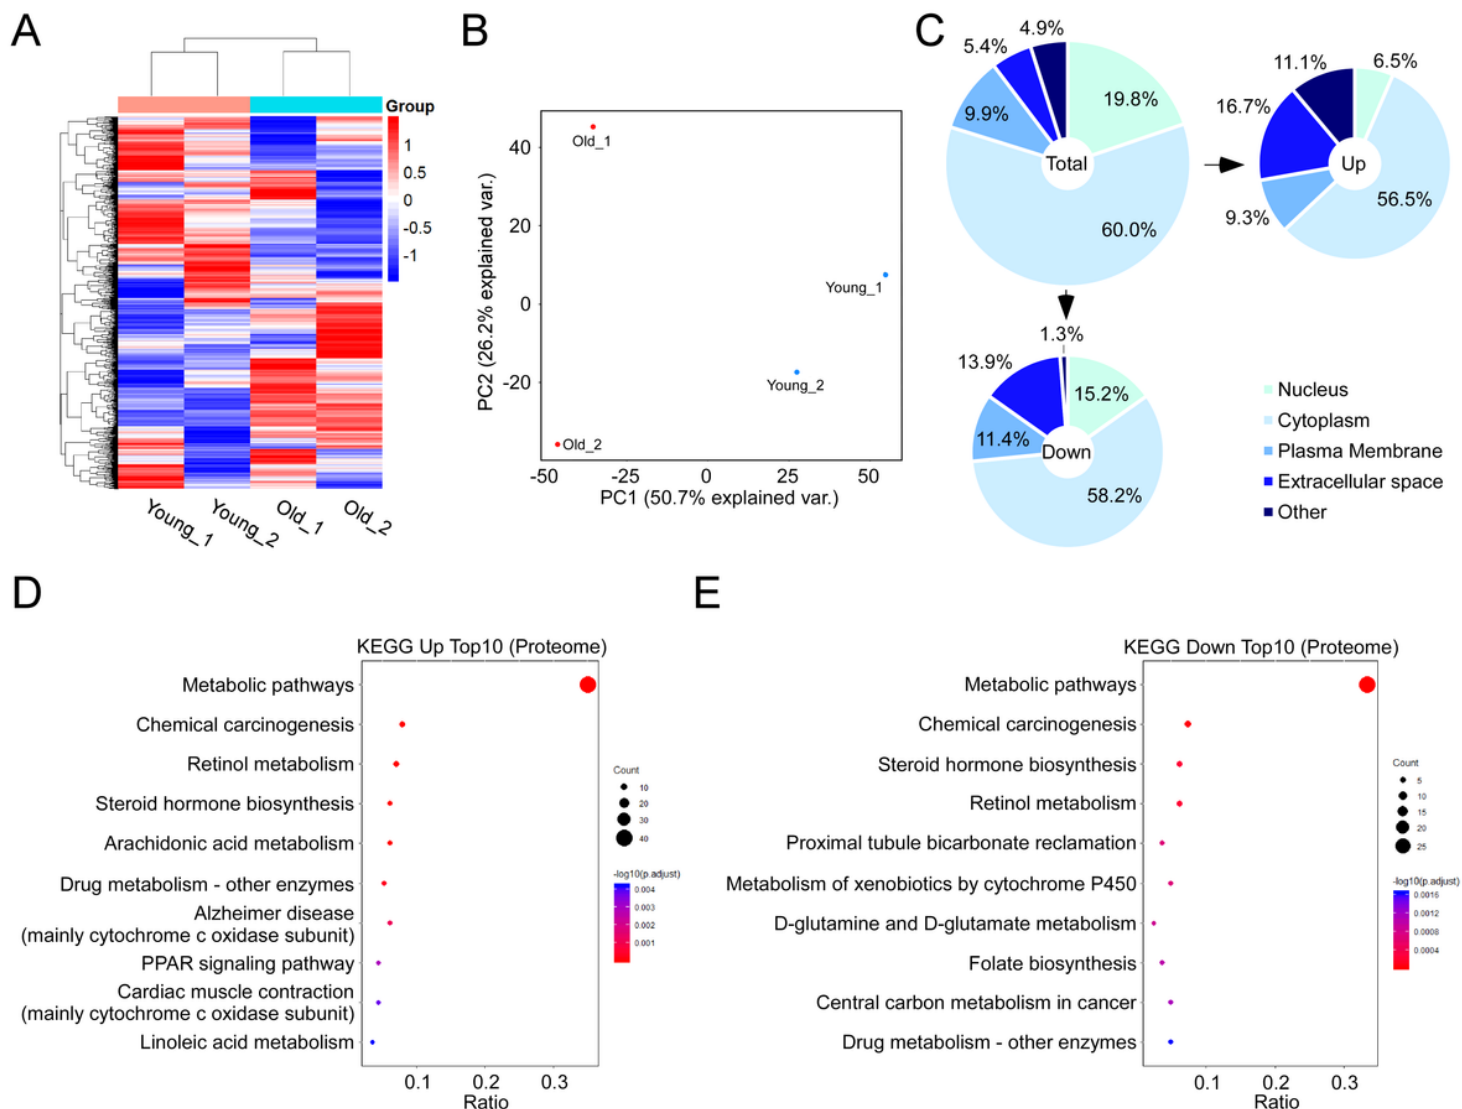 A
Group
1
0.5
0
-0.5
-1
Young_1
Young_2
Old_1
Old_2
B
PC2 (26.2% explained var.)
40
20
0
-20
Old_1
Young_1
Young_2
Old_2
-50
-25
0
25
50
PC1 (50.7% explained var.)
C
4.9%
5.4%
9.9%
19.8%
Total
60.0%
11.1%
6.5%
16.7%
Up
9.3%
56.5%
1.3%
13.9%
15.2%
11.4%
Down
58.2%
Nucleus
Cytoplasm
Plasma Membrane
Extracellular space
Other
D
KEGG Up Top10 (Proteome)
Metabolic pathways
Chemical carcinogenesis
Retinol metabolism
Steroid hormone biosynthesis
Arachidonic acid metabolism
Drug metabolism - other enzymes
Alzheimer disease
(mainly cytochrome c oxidase subunit)
PPAR signaling pathway
Cardiac muscle contraction
(mainly cytochrome c oxidase subunit)
Linoleic acid metabolism
0.1
0.2
0.3
Ratio
Count
10
20
30
40
-log10(p.adjust)
0.004
0.003
0.002
0.001
E
KEGG Down Top10 (Proteome)
Metabolic pathways
Chemical carcinogenesis
Steroid hormone biosynthesis
Retinol metabolism
Proximal tubule bicarbonate reclamation
Metabolism of xenobiotics by cytochrome P450
D-glutamine and D-glutamate metabolism
Folate biosynthesis
Central carbon metabolism in cancer
Drug metabolism - other enzymes
0.1
0.2
0.3
Ratio
Count
5
10
15
20
25
-log10(p.adjust)
0.0016
0.0012
0.0008
0.0004